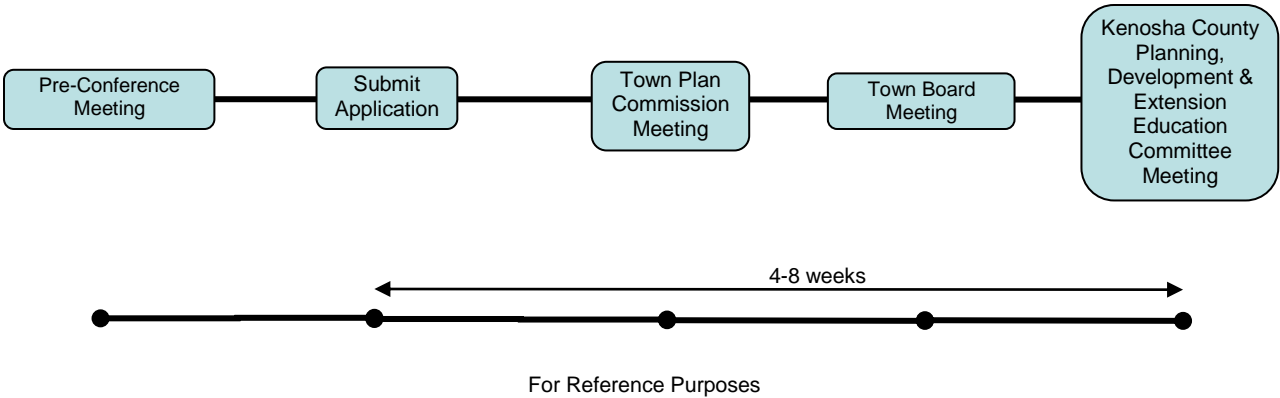 Pre-Conference
Meeting
Submit
Application
Town Plan
Commission
Meeting
Town Board
Meeting
Kenosha County
Planning,
Development &
Extension
Education
Committee
Meeting
4-8 weeks
For Reference Purposes